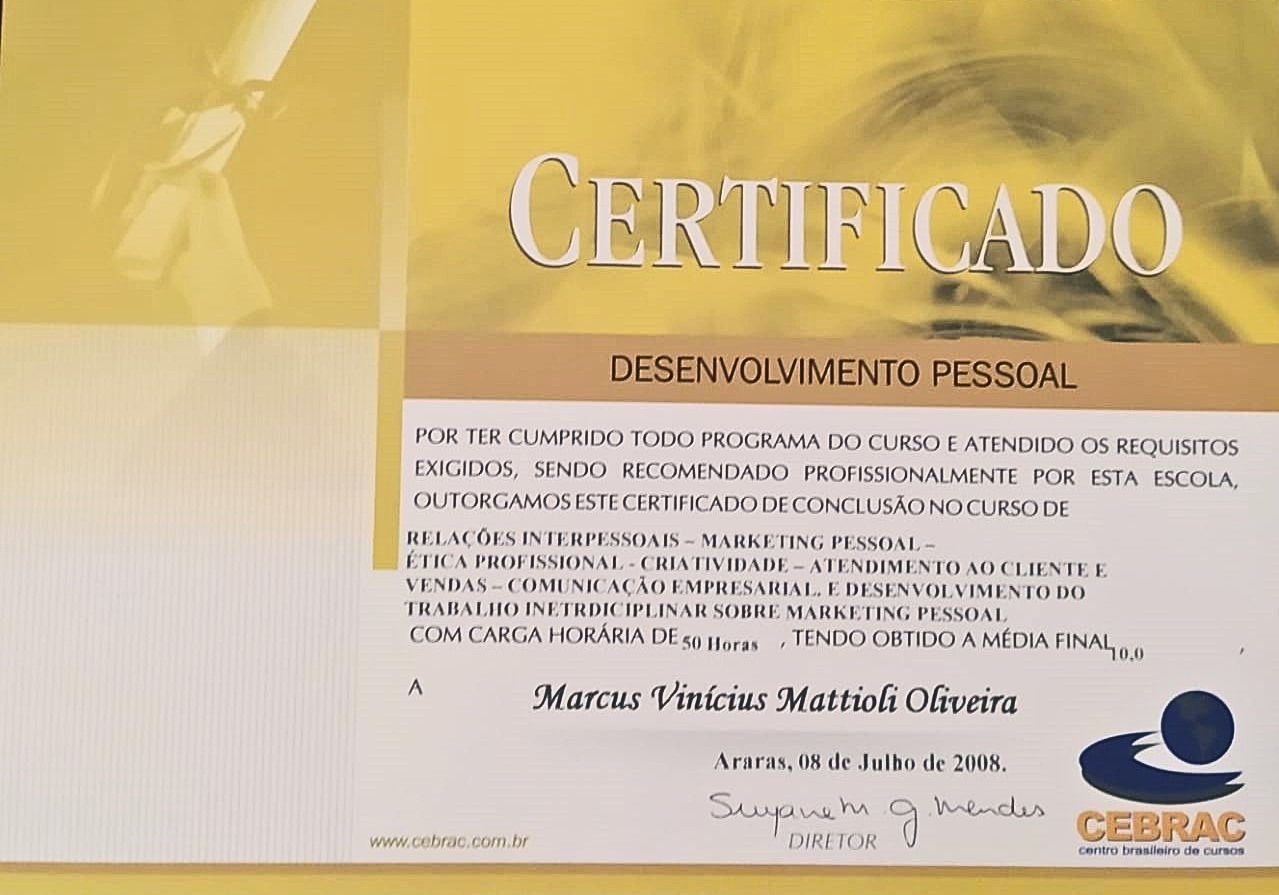 CERTIFICADO
DESENVOLVIMENTO PESSOAL
POR TER CUMPRIDO TODO PROGRAMA DO CURSO E ATENDIDO OS REQUISITOS
EXIGIDOS, SENDO RECOMENDADO PROFISSIONALMENTE POR ESTA ESCOLA,
OUTORGAMOS ESTE CERTIFICADO DE CONCLUSÃO NO CURSO DE
RELAÇÕES INTERPESSOAIS – MARKETING PESSOAL –
ÉTICA PROFISSIONAL - CRIATIVIDADE – ATENDIMENTO AO CLIENTE E
VENDAS – COMUNICAÇÃO EMPRESARIAL. E DESENVOLVIMENTO DO
TRABALHO INETRDICIPLINAR SOBRE MARKETING PESSOAL
COM CARGA HORÁRIA DE 50 Horas , TENDO OBTIDO A MÉDIA FINAL 10,0 ,
A Marcus Vinícius Mattioli Oliveira
Araras, 08 de Julho de 2008.
g. Mendes
DIRETOR
www.cebrac.com.br
CEBRAC
centro brasileiro de cursos